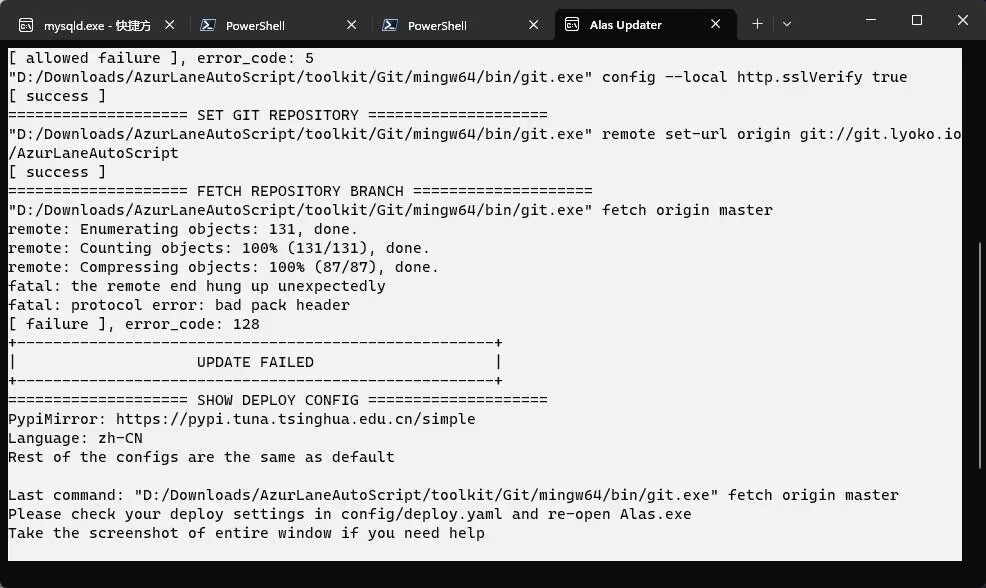 mysqld.exe - 快捷方 PowerShell PowerShell Alas Updater
[ allowed failure ], error_code: 5
"D:/Downloads/AzurLaneAutoScript/toolkit/Git/mingw64/bin/git.exe" config --local http.sslVerify true
[ success ]
==================== SET GIT REPOSITORY ====================
"D:/Downloads/AzurLaneAutoScript/toolkit/Git/mingw64/bin/git.exe" remote set-url origin git://git.lyoko.io
/AzurLaneAutoScript
[ success ]
==================== FETCH REPOSITORY BRANCH ====================
"D:/Downloads/AzurLaneAutoScript/toolkit/Git/mingw64/bin/git.exe" fetch origin master
remote: Enumerating objects: 131, done.
remote: Counting objects: 100% (131/131), done.
remote: Compressing objects: 100% (87/87), done.
fatal: the remote end hung up unexpectedly
fatal: protocol error: bad pack header
[ failure ], error_code: 128
+-----------------------------------------------------+
| UPDATE FAILED |
+-----------------------------------------------------+
==================== SHOW DEPLOY CONFIG ====================
PypiMirror: https://pypi.tuna.tsinghua.edu.cn/simple
Language: zh-CN
Rest of the configs are the same as default
Last command: "D:/Downloads/AzurLaneAutoScript/toolkit/Git/mingw64/bin/git.exe" fetch origin master
Please check your deploy settings in config/deploy.yaml and re-open Alas.exe
Take the screenshot of entire window if you need help